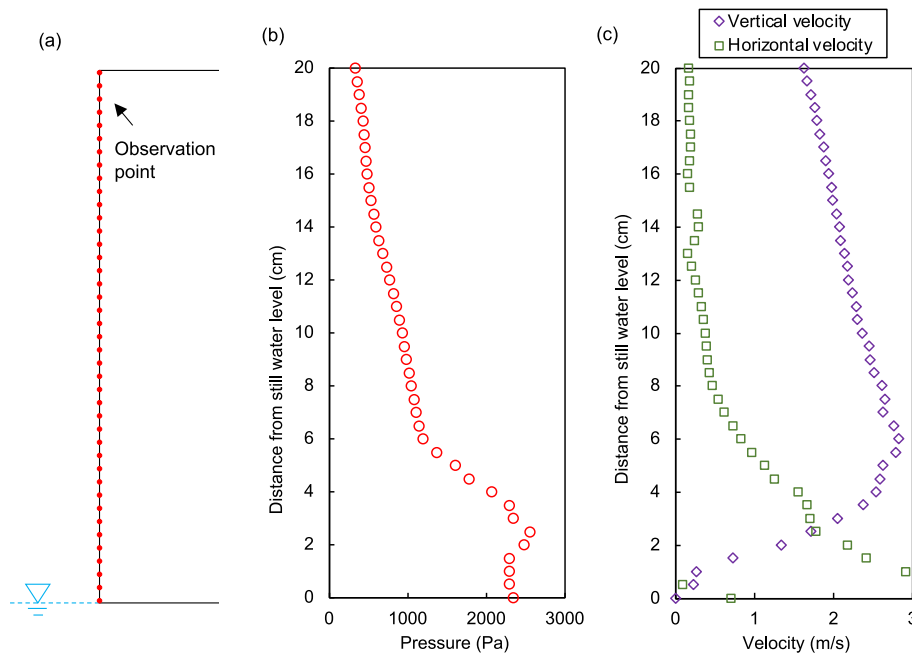 (a)
Observation
point
(b)
20
18
16
14
12
10
8
6
4
2
0
Distance from still water level (cm)
0
1000
2000
3000
Pressure (Pa)
(c)
Vertical velocity
Horizontal velocity
20
18
16
14
12
10
8
6
4
2
0
Distance from still water level (cm)
0
1
2
3
Velocity (m/s)